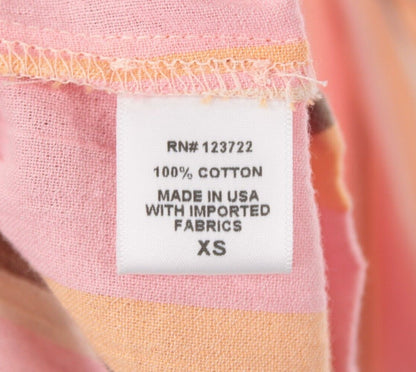 RN# 123722
100% COTTON
MADE IN USA
WITH IMPORTED
FABRICS
XS